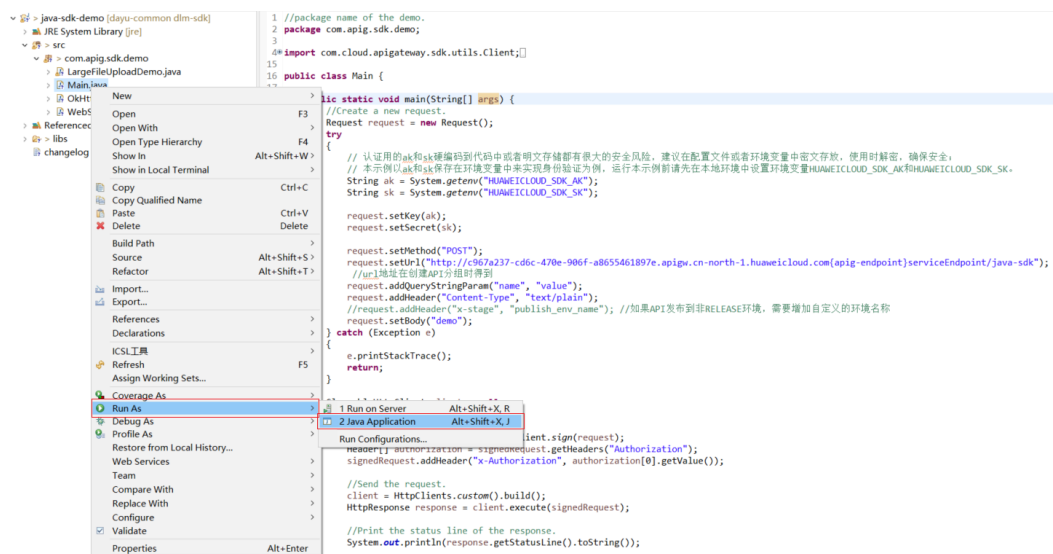 > java-sdk-demo [dayu-common dlm-sdk]
JRE System Library [jre]
> src
> com.apig.sdk.demo
> LargeFileUploadDemo.java
> Main.java
> OkHt
> WebS
Referenced
> libs
changelog
New
Open F3
Open With
Open Type Hierarchy F4
Show In Alt+Shift+W
Show in Local Terminal
Copy Ctrl+C
Copy Qualified Name
Paste Ctrl+V
Delete Delete
Build Path
Source Alt+Shift+S
Refactor Alt+Shift+T
Import...
Export...
References
Declarations
ICSL工具
Refresh F5
Assign Working Sets...
Coverage As
Run As
Debug As
Profile As
Restore from Local History...
Web Services
Team
Compare With
Replace With
Configure
Validate
Properties Alt+Enter
1 Run on Server Alt+Shift+X, R
2 Java Application Alt+Shift+X, J
Run Configurations...
1 //package name of the demo.
2 package com.apig.sdk.demo;
3
4 import com.cloud.apigateway.sdk.utils.Client;
15
16 public class Main {
17
lic static void main(String[] args) {
//Create a new request.
Request request = new Request();
try
{
// 认证用的ak和sk硬编码到代码中或者明文存储都有很大的安全风险，建议在配置文件或者环境变量中密文存放，使用时解密，确保安全；
// 本示例以ak和sk保存在环境变量中来实现身份验证为例，运行本示例前请先在本地环境中设置环境变量HUAWEICLOUD_SDK_AK和HUAWEICLOUD_SDK_SK。
String ak = System.getenv("HUAWEICLOUD_SDK_AK");
String sk = System.getenv("HUAWEICLOUD_SDK_SK");
request.setKey(ak);
request.setSecret(sk);
request.setMethod("POST");
request.setUrl("http://c967a237-cd6c-470e-906f-a8655461897e.apigw.cn-north-1.huaweicloud.com{apig-endpoint}serviceEndpoint/java-sdk");
//url地址在创建API分组时得到
request.addQueryStringParam("name", "value");
request.addHeader("Content-Type", "text/plain");
//request.addHeader("x-stage", "publish_env_name"); //如果API发布到非RELEASE环境，需要增加自定义的环境名称
request.setBody("demo");
} catch (Exception e)
{
e.printStackTrace();
return;
}
ient.sign(request);
Header[] authorization = signedRequest.getHeaders("Authorization");
signedRequest.addHeader("x-Authorization", authorization[0].getValue());
//Send the request.
client = HttpClients.custom().build();
HttpResponse response = client.execute(signedRequest);
//Print the status line of the response.
System.out.println(response.getStatusLine().toString());